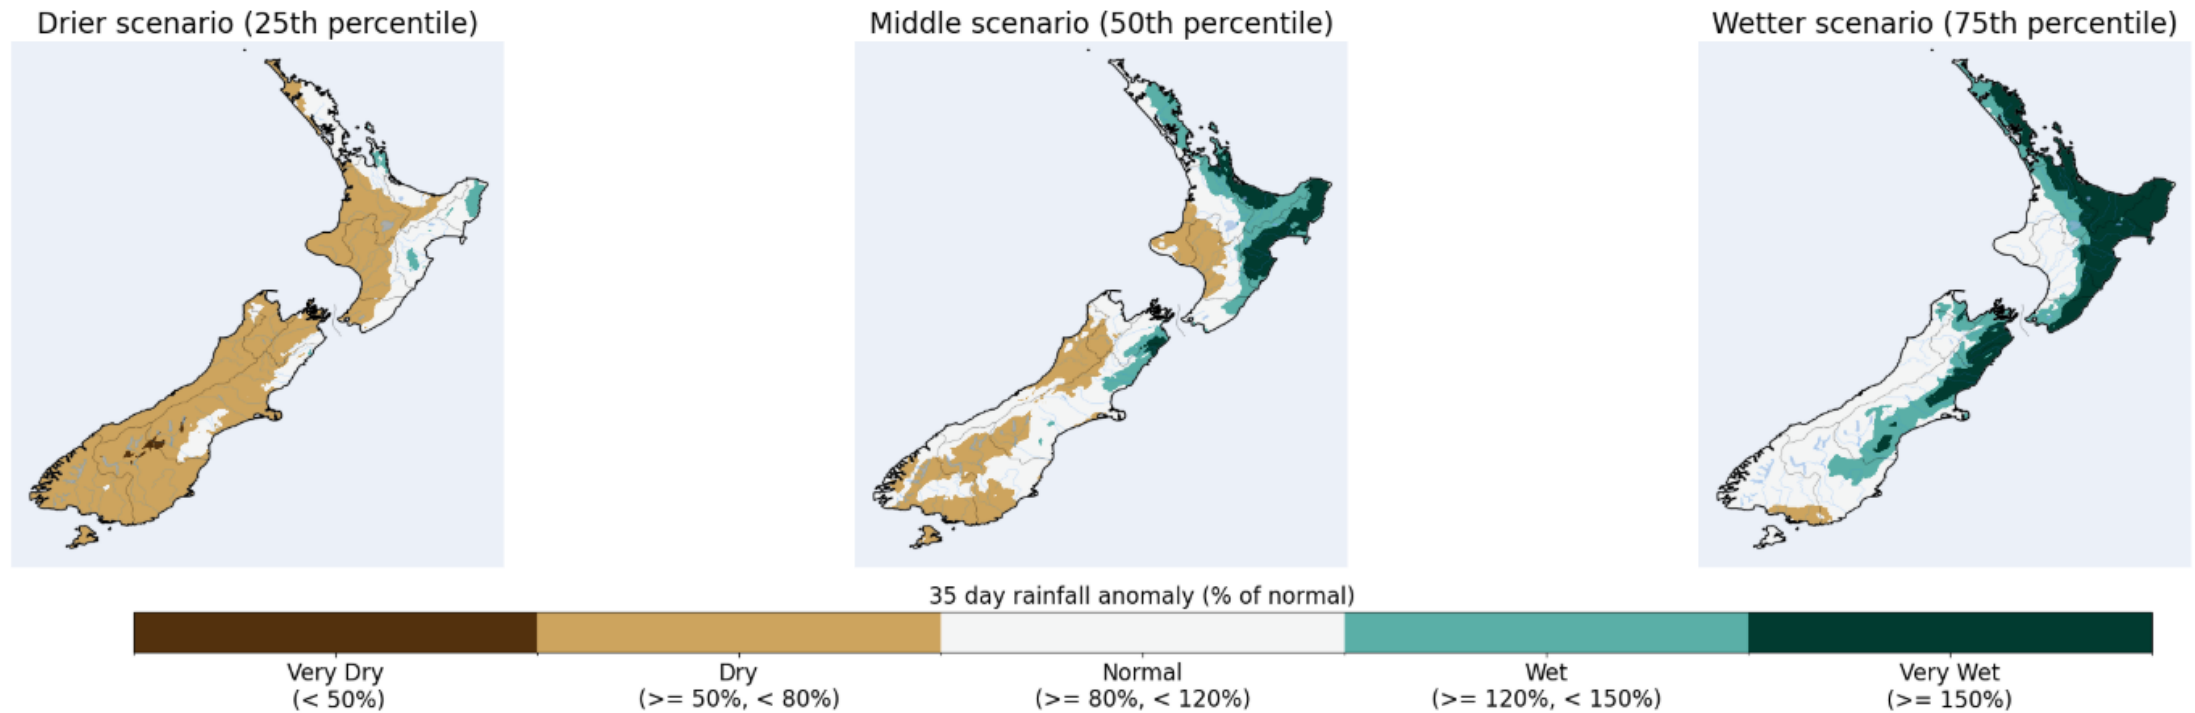 Drier scenario (25th percentile)
Middle scenario (50th percentile)
Wetter scenario (75th percentile)
35 day rainfall anomaly (% of normal)
Very Dry
(< 50%)
Dry
(>= 50%, < 80%)
Normal
(>= 80%, < 120%)
Wet
(>= 120%, < 150%)
Very Wet
(>= 150%)